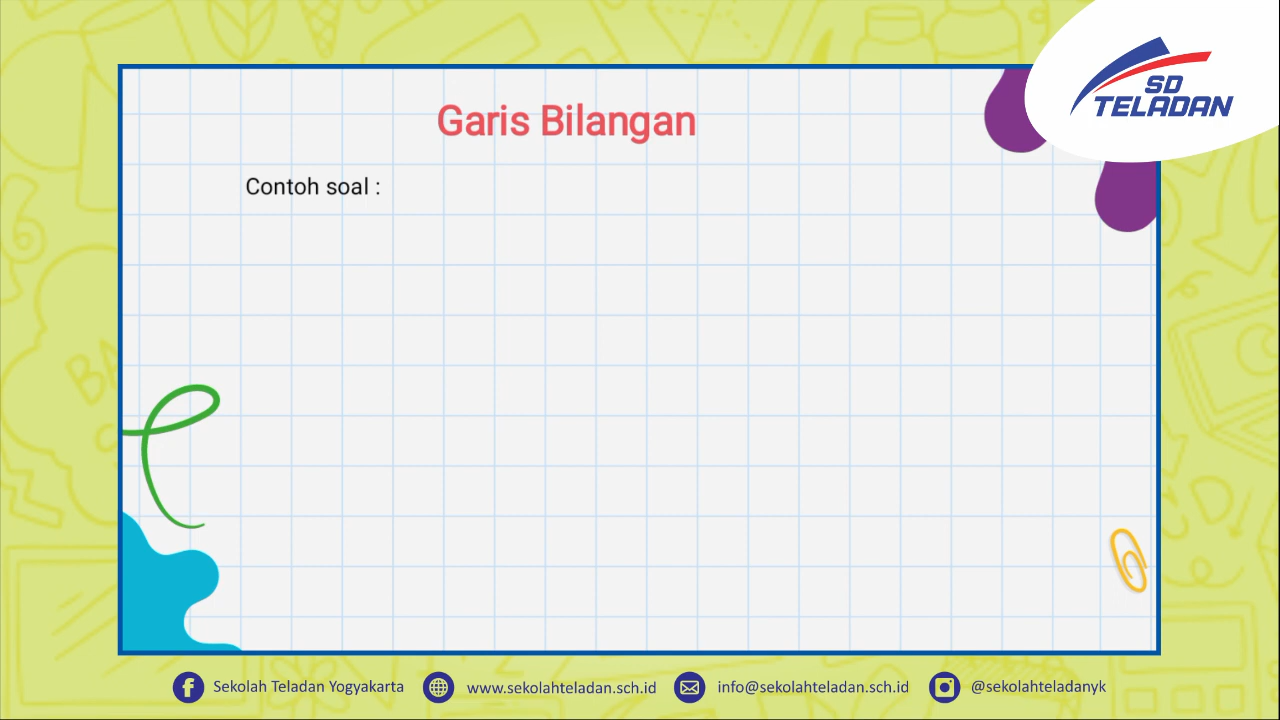 SD
TELADAN
Garis Bilangan
Contoh soal :
Sekolah Teladan Yogyakarta
www.sekolahteladan.sch.id
info@sekolahteladan.sch.id
@sekolahteladanyk